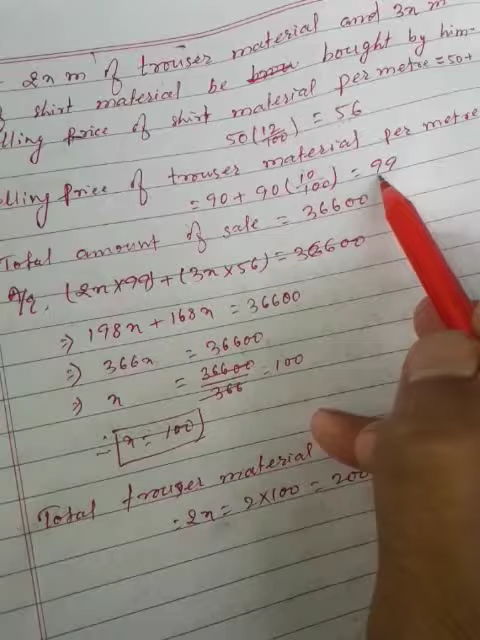 2x m of trouser material and 3x m
shirt material be bought by him-
lling price of shirt material per metre = 50+
50(12/100) = 56
lling price of trouser material per metre
= 90 + 90(10/100) = 99
Total amount of sale = 36600
A/q, (2x×99) + (3x×56) = 36600
⇒ 198x + 168x = 36600
⇒ 366x = 36600
⇒ x = 36600/366 = 100
∴ x = 100
Total trouser material
= 2x = 2×100 = 200